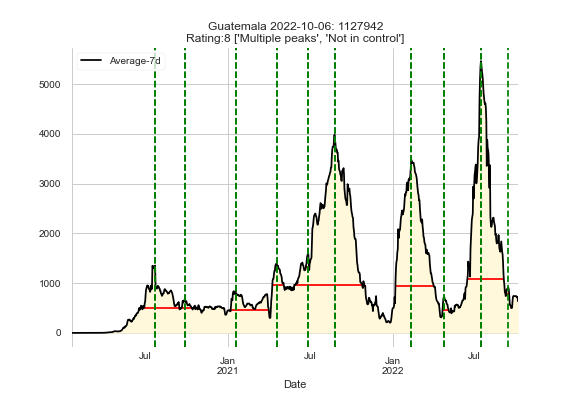 Guatemala 2022-10-06: 1127942
Rating:8 ['Multiple peaks', 'Not in control']
Average-7d
5000
4000
3000
2000
1000
0
Jul
Jan
2021
Jul
Jan
2022
Jul
Date